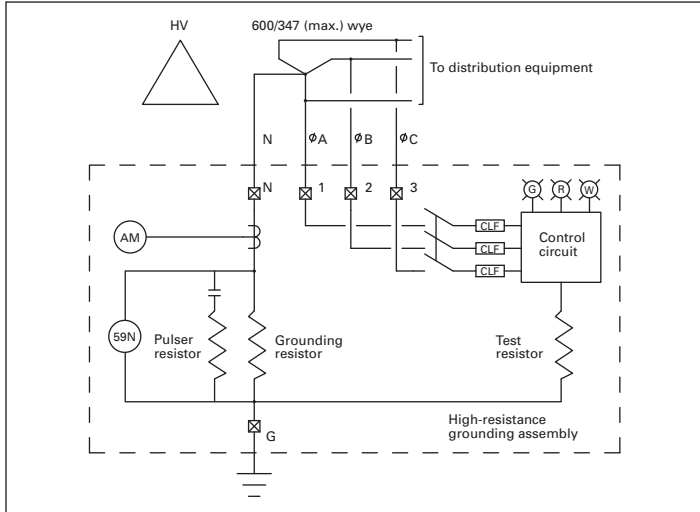 HV
600/347 (max.) wye
To distribution equipment
N
ϕA
ϕB
ϕC
N
1
2
3
G
R
W
AM
CLF
CLF
CLF
Control
circuit
59N
Pulser
resistor
Grounding
resistor
Test
resistor
High-resistance
grounding assembly
G